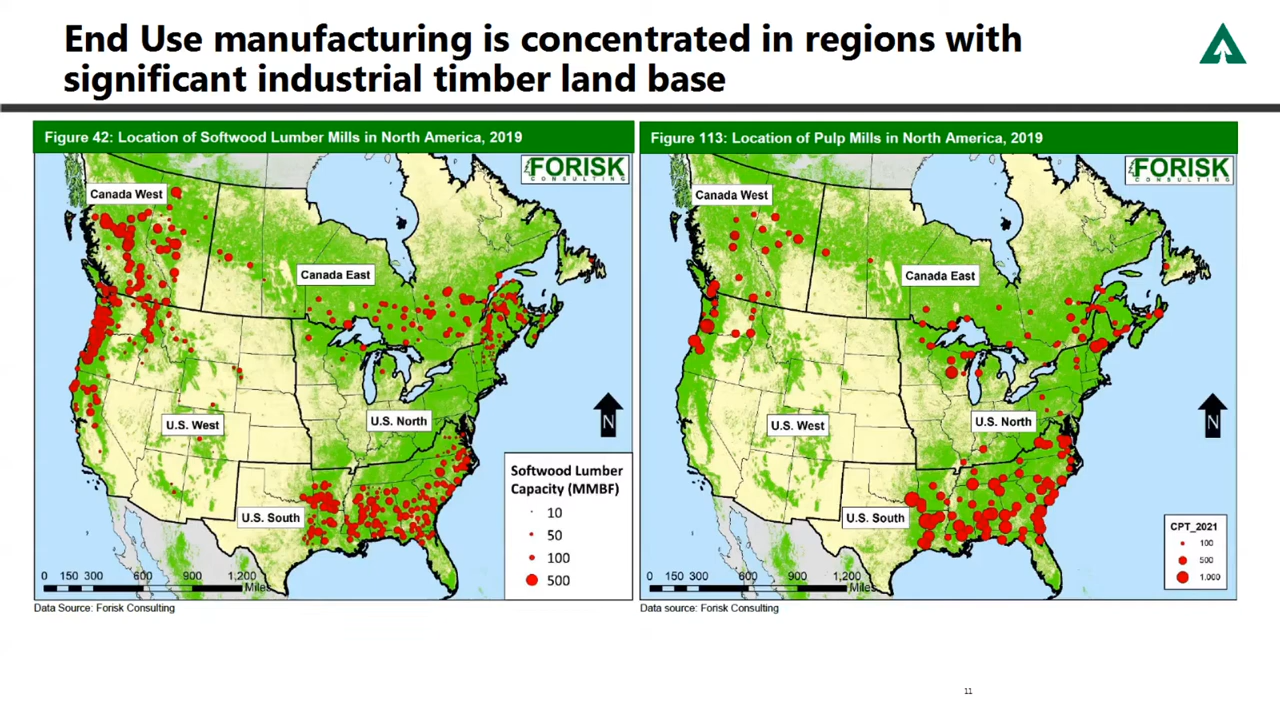 End Use manufacturing is concentrated in regions with
significant industrial timber land base
Figure 42: Location of Softwood Lumber Mills in North America, 2019
FORISK
CONSULTING
Canada West
Canada East
U.S. West
U.S. North
U.S. South
N
Softwood Lumber
Capacity (MMBF)
10
50
100
500
0 150 300 600 900 1,200
Miles
Data Source: Forisk Consulting
Figure 113: Location of Pulp Mills in North America, 2019
FORISK
CONSULTING
Canada West
Canada East
U.S. West
U.S. North
U.S. South
N
CPT_2021
100
500
1,000
0 150 300 600 900 1,200
Miles
Data source: Forisk Consulting
11